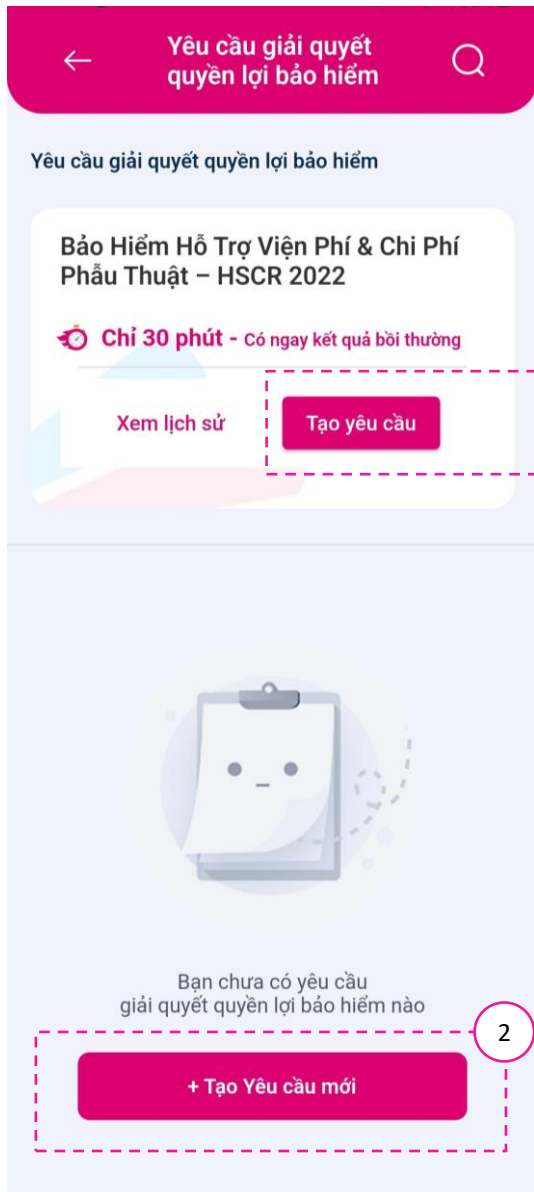 Yêu cầu giải quyết
quyền lợi bảo hiểm
Yêu cầu giải quyết quyền lợi bảo hiểm
Bảo Hiểm Hỗ Trợ Viện Phí & Chi Phí
Phẫu Thuật – HSCR 2022
Chỉ 30 phút - Có ngay kết quả bồi thường
Xem lịch sử
Tạo yêu cầu
Bạn chưa có yêu cầu
giải quyết quyền lợi bảo hiểm nào
2
+ Tạo Yêu cầu mới